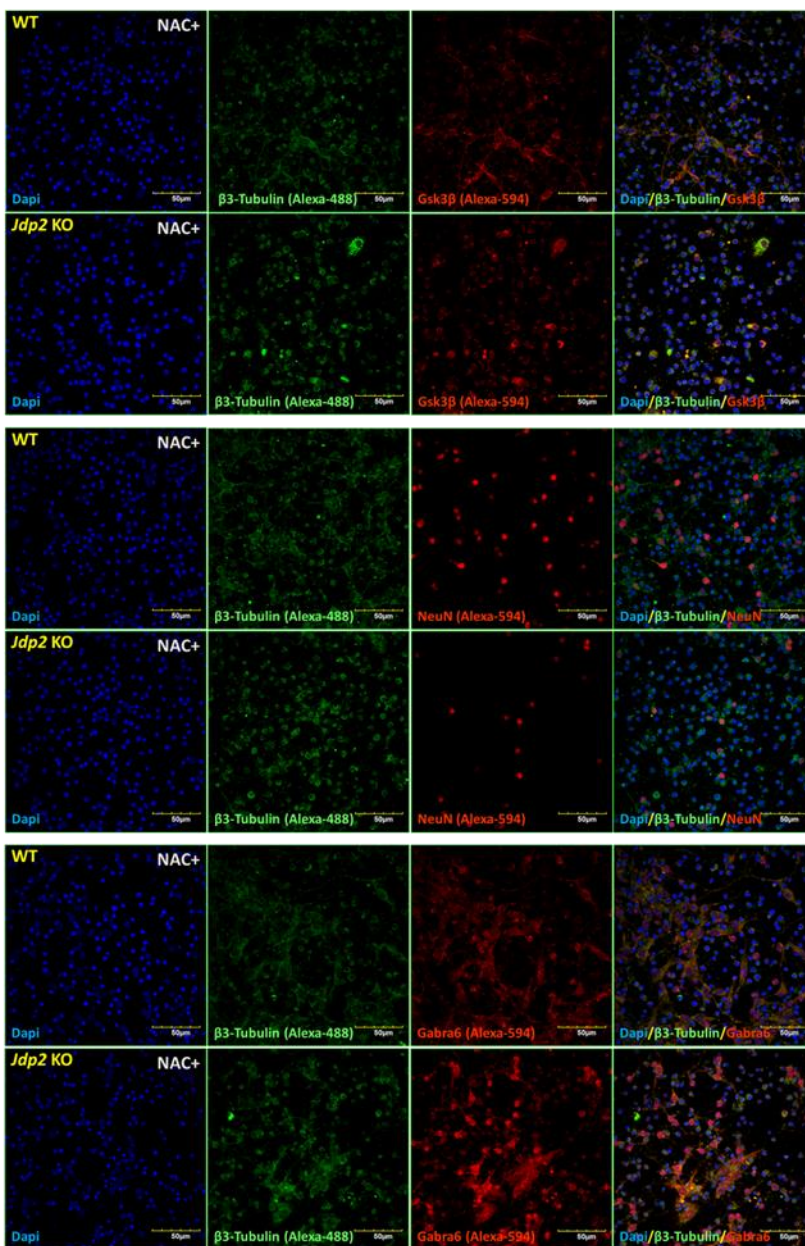 WT NAC+
Dapi 50µm β3-Tubulin (Alexa-488) 50µm Gsk3β (Alexa-594) 50µm Dapi/β3-Tubulin/Gsk3β 50µm
Jdp2 KO NAC+
Dapi 50µm β3-Tubulin (Alexa-488) 50µm Gsk3β (Alexa-594) 50µm Dapi/β3-Tubulin/Gsk3β 50µm
WT NAC+
Dapi 50µm β3-Tubulin (Alexa-488) 50µm NeuN (Alexa-594) 50µm Dapi/β3-Tubulin/NeuN 50µm
Jdp2 KO NAC+
Dapi 50µm β3-Tubulin (Alexa-488) 50µm NeuN (Alexa-594) 50µm Dapi/β3-Tubulin/NeuN 50µm
WT NAC+
Dapi 50µm β3-Tubulin (Alexa-488) 50µm Gabra6 (Alexa-594) 50µm Dapi/β3-Tubulin/Gabra6 50µm
Jdp2 KO NAC+
Dapi 50µm β3-Tubulin (Alexa-488) 50µm Gabra6 (Alexa-594) 50µm Dapi/β3-Tubulin/Gabra6 50µm